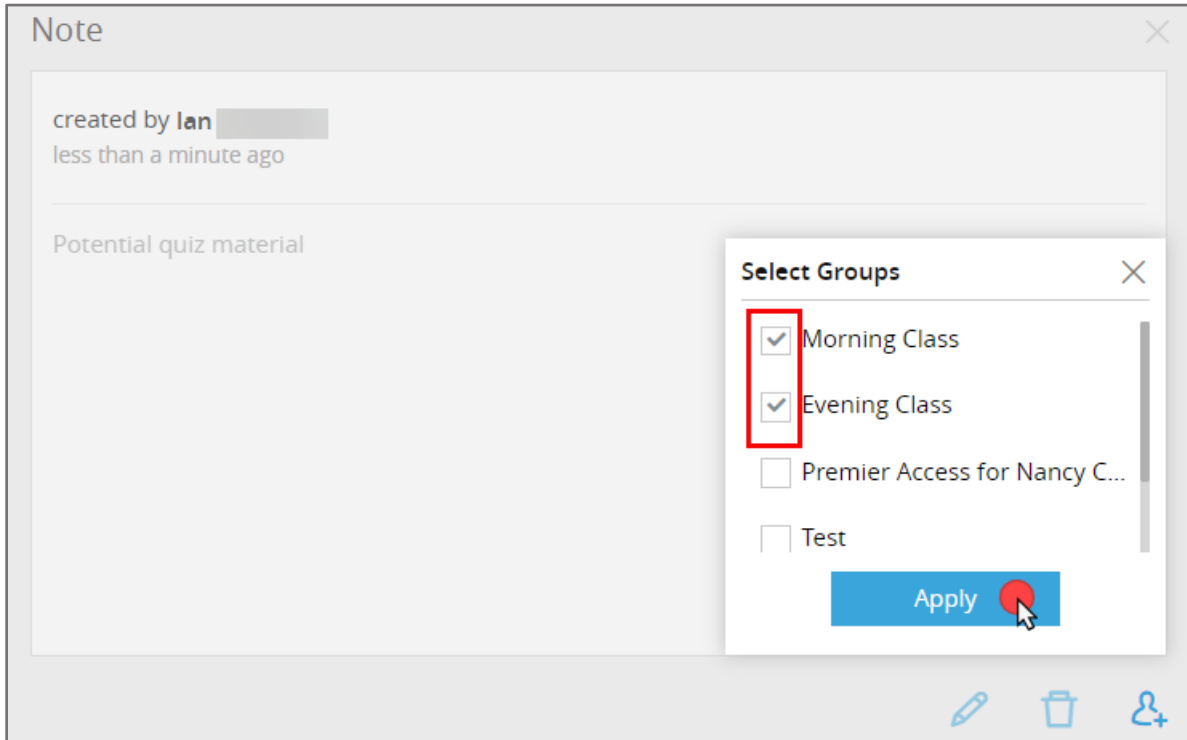 Note
created by Ian
less than a minute ago
Potential quiz material
Select Groups
Morning Class
Evening Class
Premier Access for Nancy C...
Test
Apply